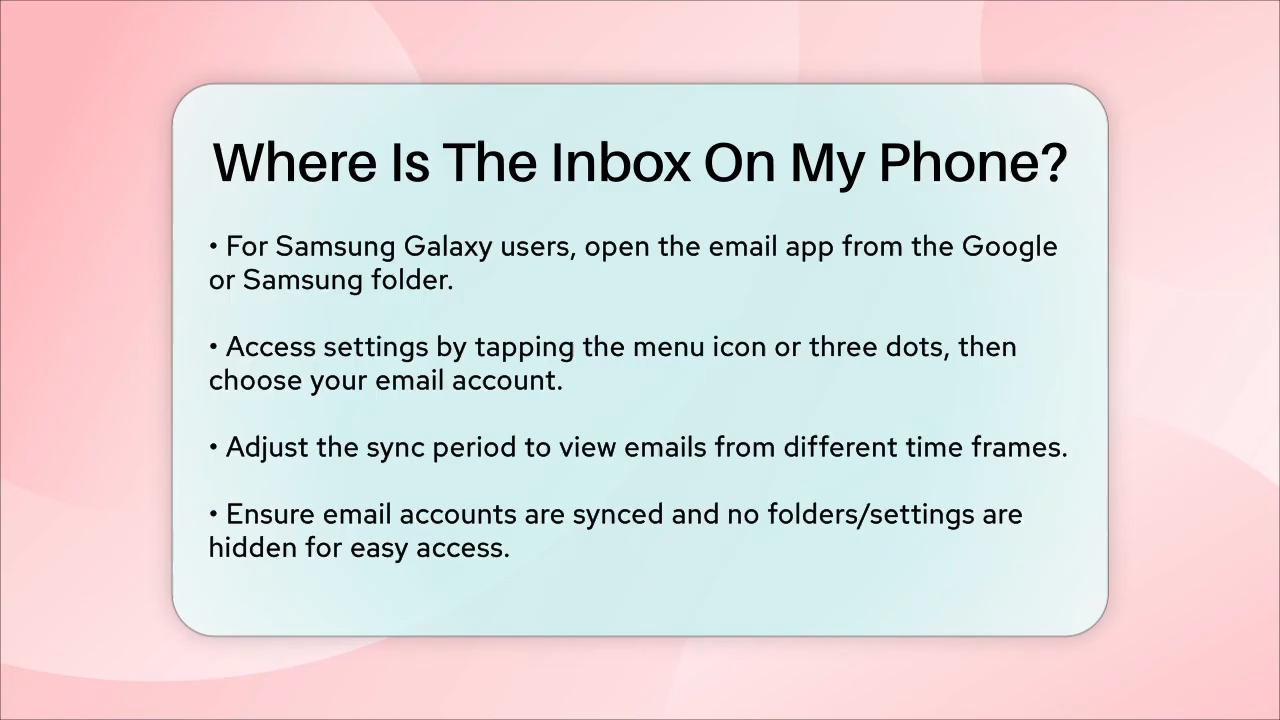 Where Is The Inbox On My Phone?
• For Samsung Galaxy users, open the email app from the Google
or Samsung folder.
• Access settings by tapping the menu icon or three dots, then
choose your email account.
• Adjust the sync period to view emails from different time frames.
• Ensure email accounts are synced and no folders/settings are
hidden for easy access.